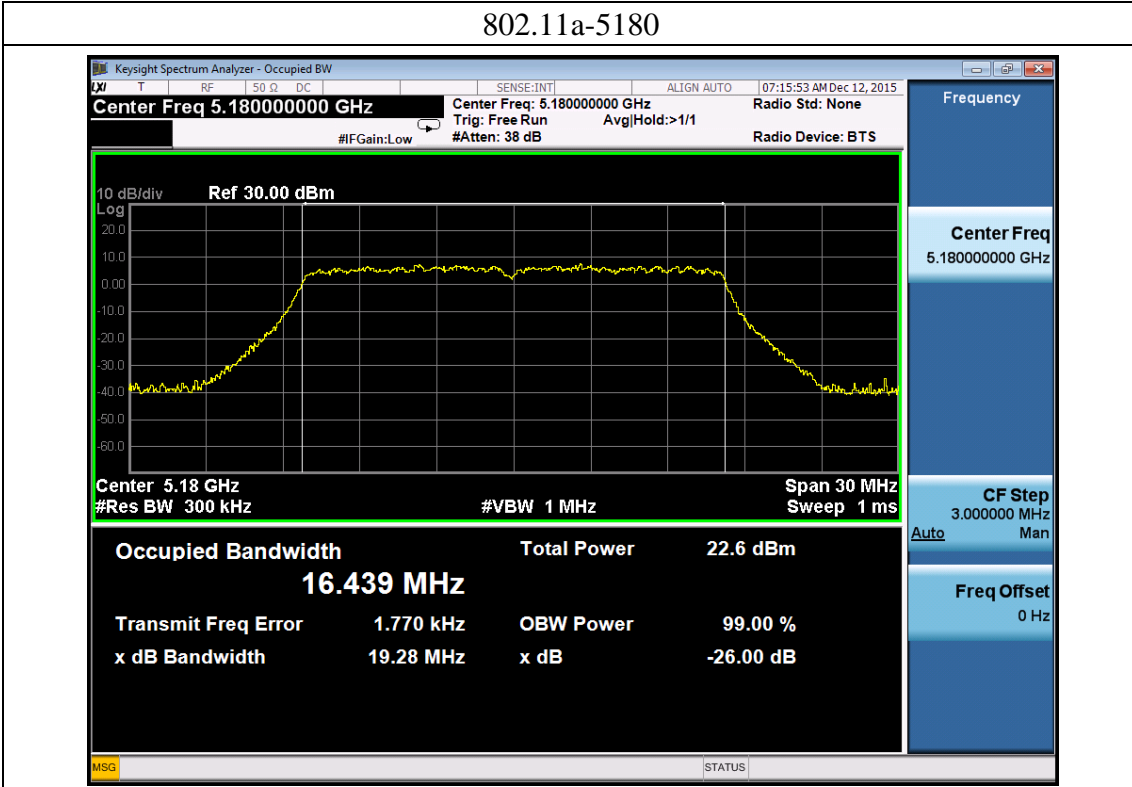 802.11a-5180
Keysight Spectrum Analyzer - Occupied BW
LXI T RF 50 Ω DC SENSE:INT ALIGN AUTO 07:15:53 AM Dec 12, 2015
Center Freq 5.180000000 GHz
Center Freq: 5.180000000 GHz Radio Std: None
Trig: Free Run Avg|Hold:>1/1
#IFGain:Low #Atten: 38 dB Radio Device: BTS
10 dB/div Ref 30.00 dBm
Log
20.0
10.0
0.00
-10.0
-20.0
-30.0
-40.0
-50.0
-60.0
Center 5.18 GHz Span 30 MHz
#Res BW 300 kHz #VBW 1 MHz Sweep 1 ms
Occupied Bandwidth Total Power 22.6 dBm
16.439 MHz
Transmit Freq Error 1.770 kHz OBW Power 99.00 %
x dB Bandwidth 19.28 MHz x dB -26.00 dB
MSG STATUS
Frequency
Center Freq
5.180000000 GHz
CF Step
3.000000 MHz
Auto Man
Freq Offset
0 Hz